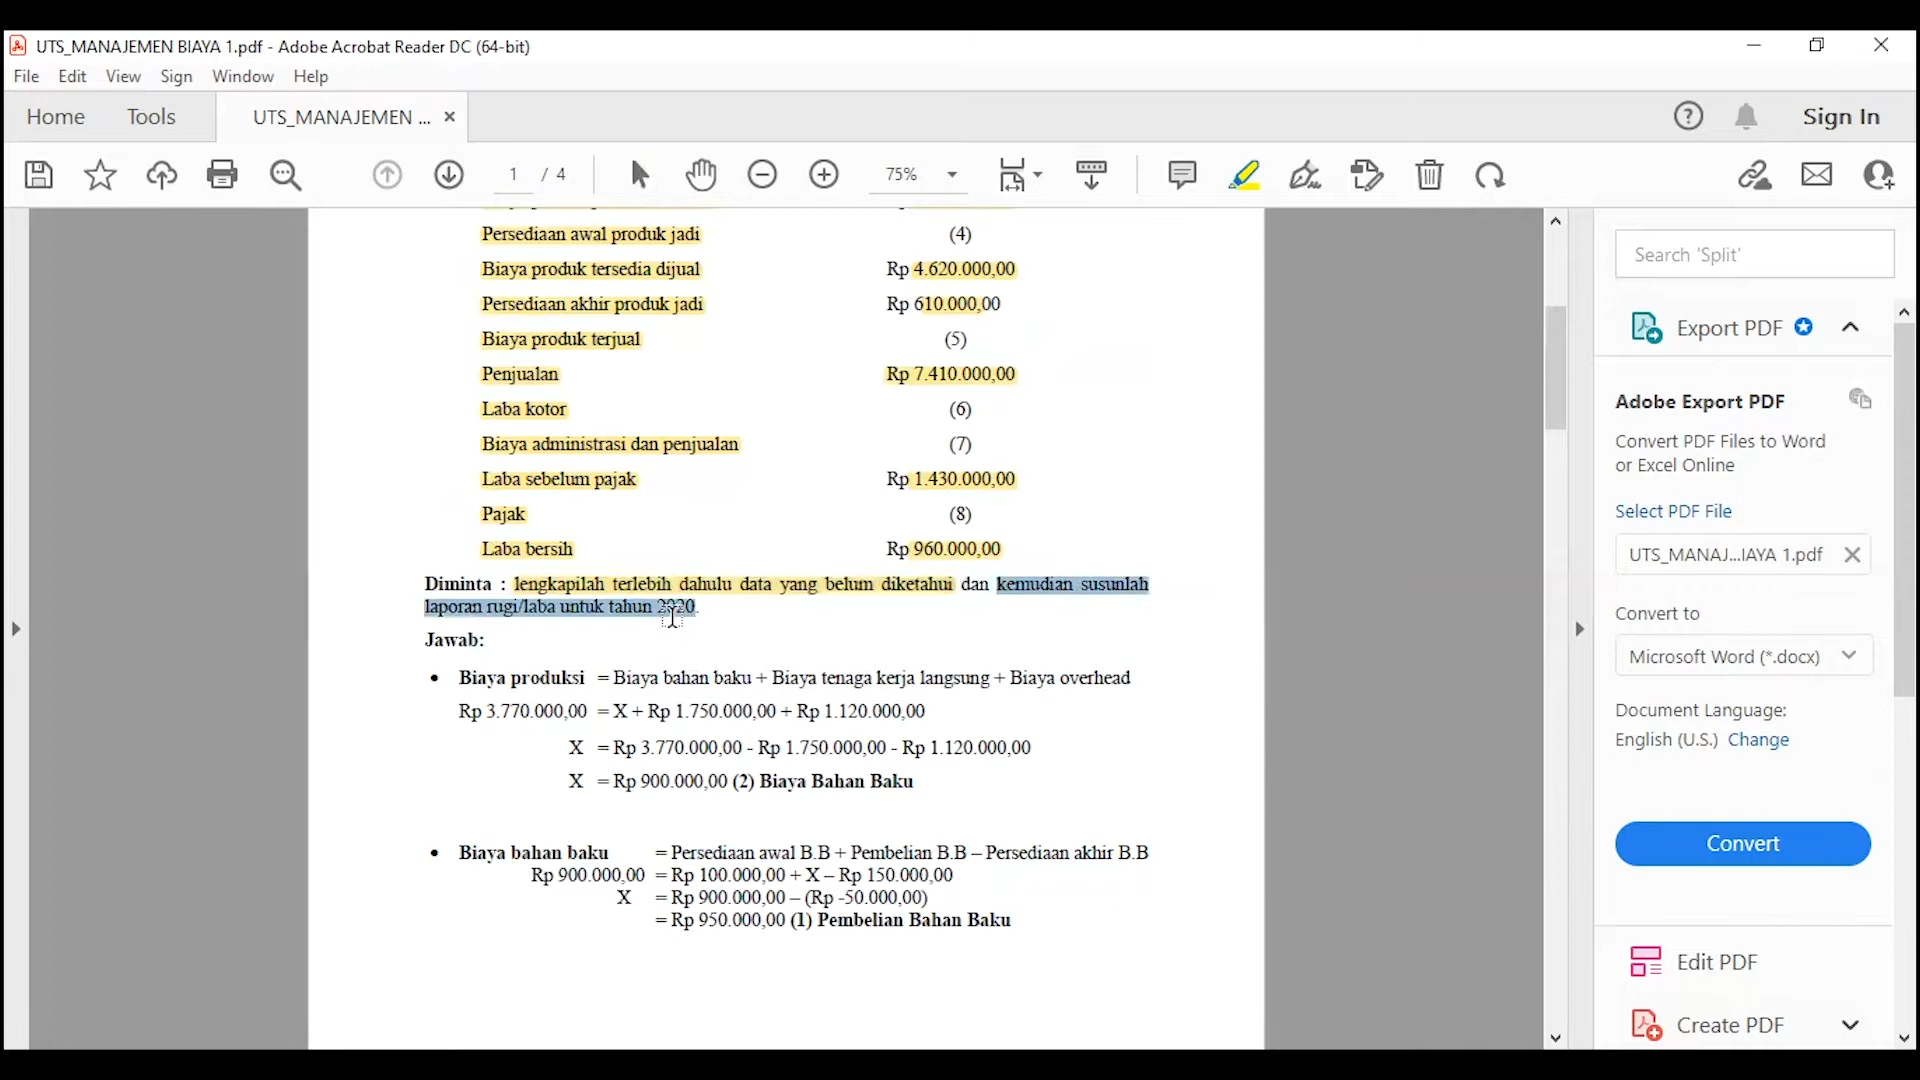 UTS_MANAJEMEN BIAYA 1.pdf - Adobe Acrobat Reader DC (64-bit)
File Edit View Sign Window Help
Home Tools UTS_MANAJEMEN ... × Sign In
1 / 4 75%
Persediaan awal produk jadi (4)
Biaya produk tersedia dijual Rp 4.620.000,00
Persediaan akhir produk jadi Rp 610.000,00
Biaya produk terjual (5)
Penjualan Rp 7.410.000,00
Laba kotor (6)
Biaya administrasi dan penjualan (7)
Laba sebelum pajak Rp 1.430.000,00
Pajak (8)
Laba bersih Rp 960.000,00
Diminta : lengkapilah terlebih dahulu data yang belum diketahui dan kemudian susunlah
laporan rugi/laba untuk tahun 2020.
Jawab:
• Biaya produksi = Biaya bahan baku + Biaya tenaga kerja langsung + Biaya overhead
Rp 3.770.000,00 = X + Rp 1.750.000,00 + Rp 1.120.000,00
X = Rp 3.770.000,00 - Rp 1.750.000,00 - Rp 1.120.000,00
X = Rp 900.000,00 (2) Biaya Bahan Baku
• Biaya bahan baku = Persediaan awal B.B + Pembelian B.B – Persediaan akhir B.B
Rp 900.000,00 = Rp 100.000,00 + X – Rp 150.000,00
X = Rp 900.000,00 – (Rp -50.000,00)
= Rp 950.000,00 (1) Pembelian Bahan Baku
Search 'Split'
Export PDF
Adobe Export PDF
Convert PDF Files to Word
or Excel Online
Select PDF File
UTS_MANAJ...IAYA 1.pdf
Convert to
Microsoft Word (*.docx)
Document Language:
English (U.S.) Change
Convert
Edit PDF
Create PDF